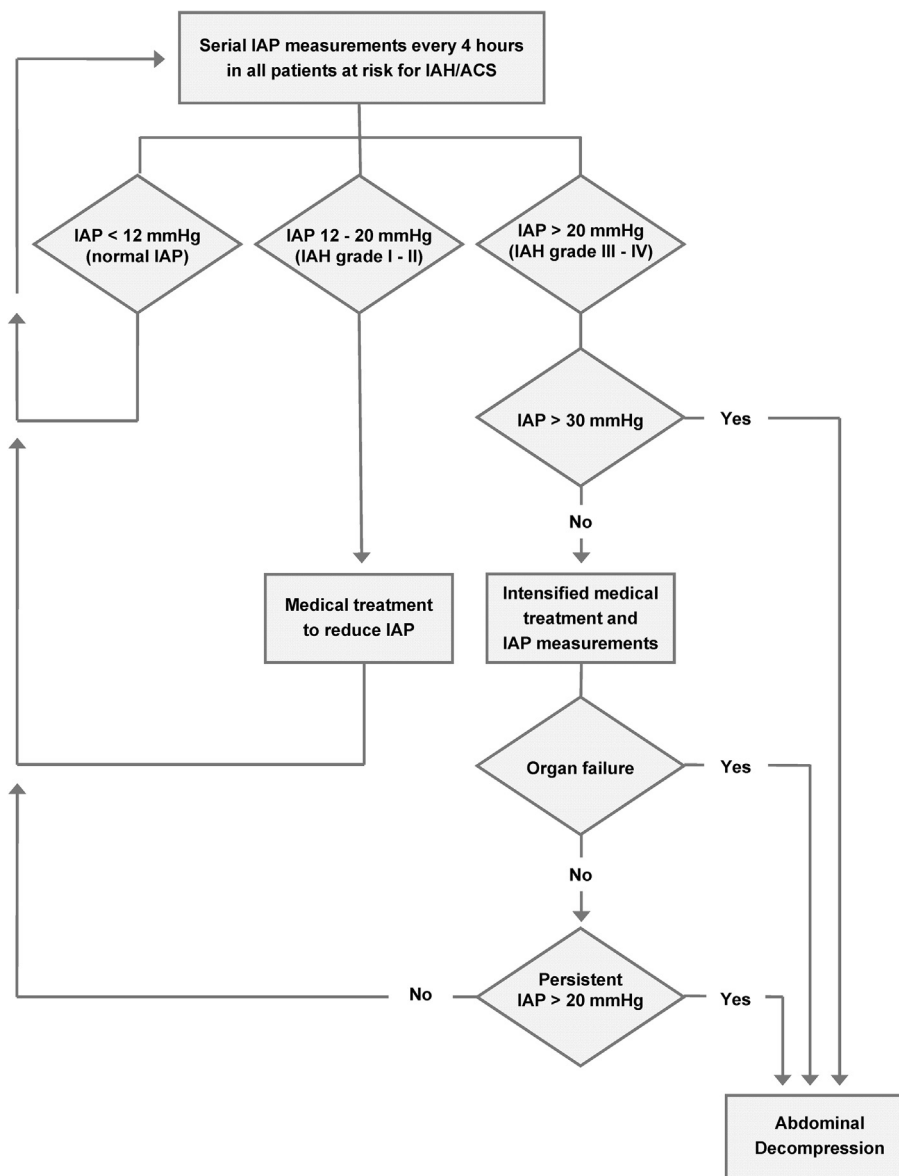 Serial IAP measurements every 4 hours
in all patients at risk for IAH/ACS
IAP < 12 mmHg
(normal IAP)
IAP 12 - 20 mmHg
(IAH grade I - II)
IAP > 20 mmHg
(IAH grade III - IV)
IAP > 30 mmHg
Yes
No
Medical treatment
to reduce IAP
Intensified medical
treatment and
IAP measurements
Organ failure
Yes
No
Persistent
IAP > 20 mmHg
No
Yes
Abdominal
Decompression